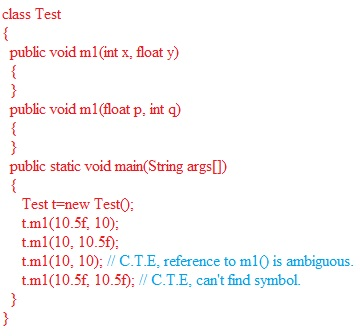 class Test
{
public void m1(int x, float y)
{
}
public void m1(float p, int q)
{
}
public static void main(String args[])
{
Test t=new Test();
t.m1(10.5f, 10);
t.m1(10, 10.5f);
t.m1(10, 10); // C.T.E, reference to m1() is ambiguous.
t.m1(10.5f, 10.5f); // C.T.E, can't find symbol.
}
}